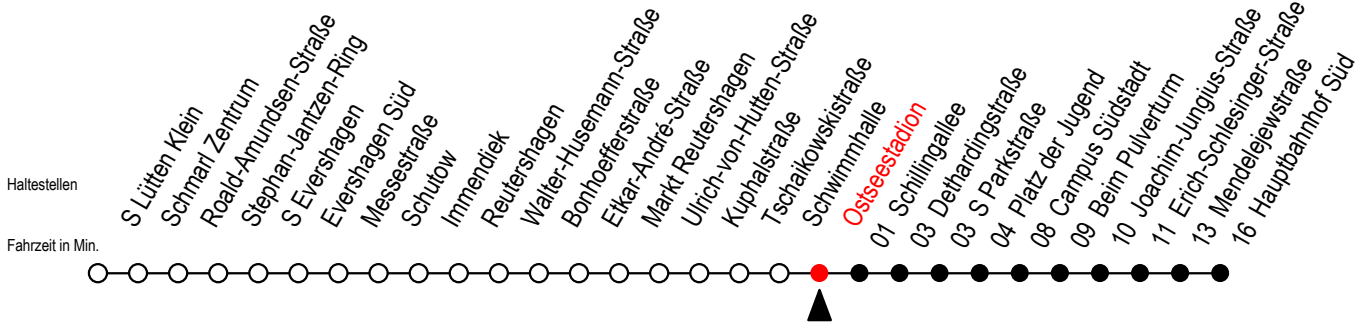 Haltestellen
Fahrzeit in Min.
S Lütten Klein
Schmarl Zentrum
Roald-Amundsen-Straße
Stephan-Jantzen-Ring
S Evershagen
Evershagen Süd
Messestraße
Schutow
Immendiek
Reutershagen
Walter-Husemann-Straße
Bonhoefferstraße
Etkar-André-Straße
Markt Reutershagen
Ulrich-von-Hutten-Straße
Kuphalstraße
Tschaikowskistraße
Schwimmhalle
Ostseestadion
01 Schillingallee
03 Dethardingstraße
03 S Parkstraße
04 Platz der Jugend
08 Campus Südstadt
09 Beim Pulverturm
10 Joachim-Jungius-Straße
11 Erich-Schlesinger-Straße
13 Mendelejewstraße
16 Hauptbahnhof Süd